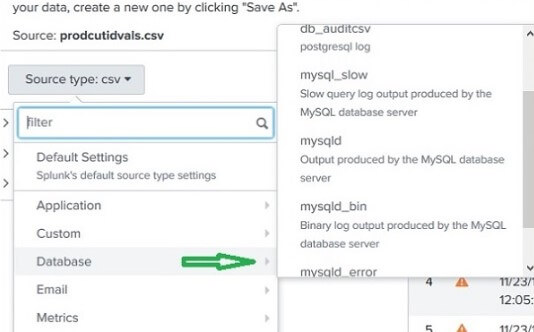 your data, create a new one by clicking "Save As".
Source: prodcutidvals.csv
Source type: csv
filter
Default Settings
Splunk's default source type settings
Application
Custom
Database
Email
Metrics
db_auditcsv
postgresql log
mysql_slow
Slow query log output produced by the
MySQL database server
mysqld
Output produced by the MySQL database
server
mysqld_bin
Binary log output produced by the MySQL
database server
mysqld_error
4
11/23/1
12:05:
5
11/23/1